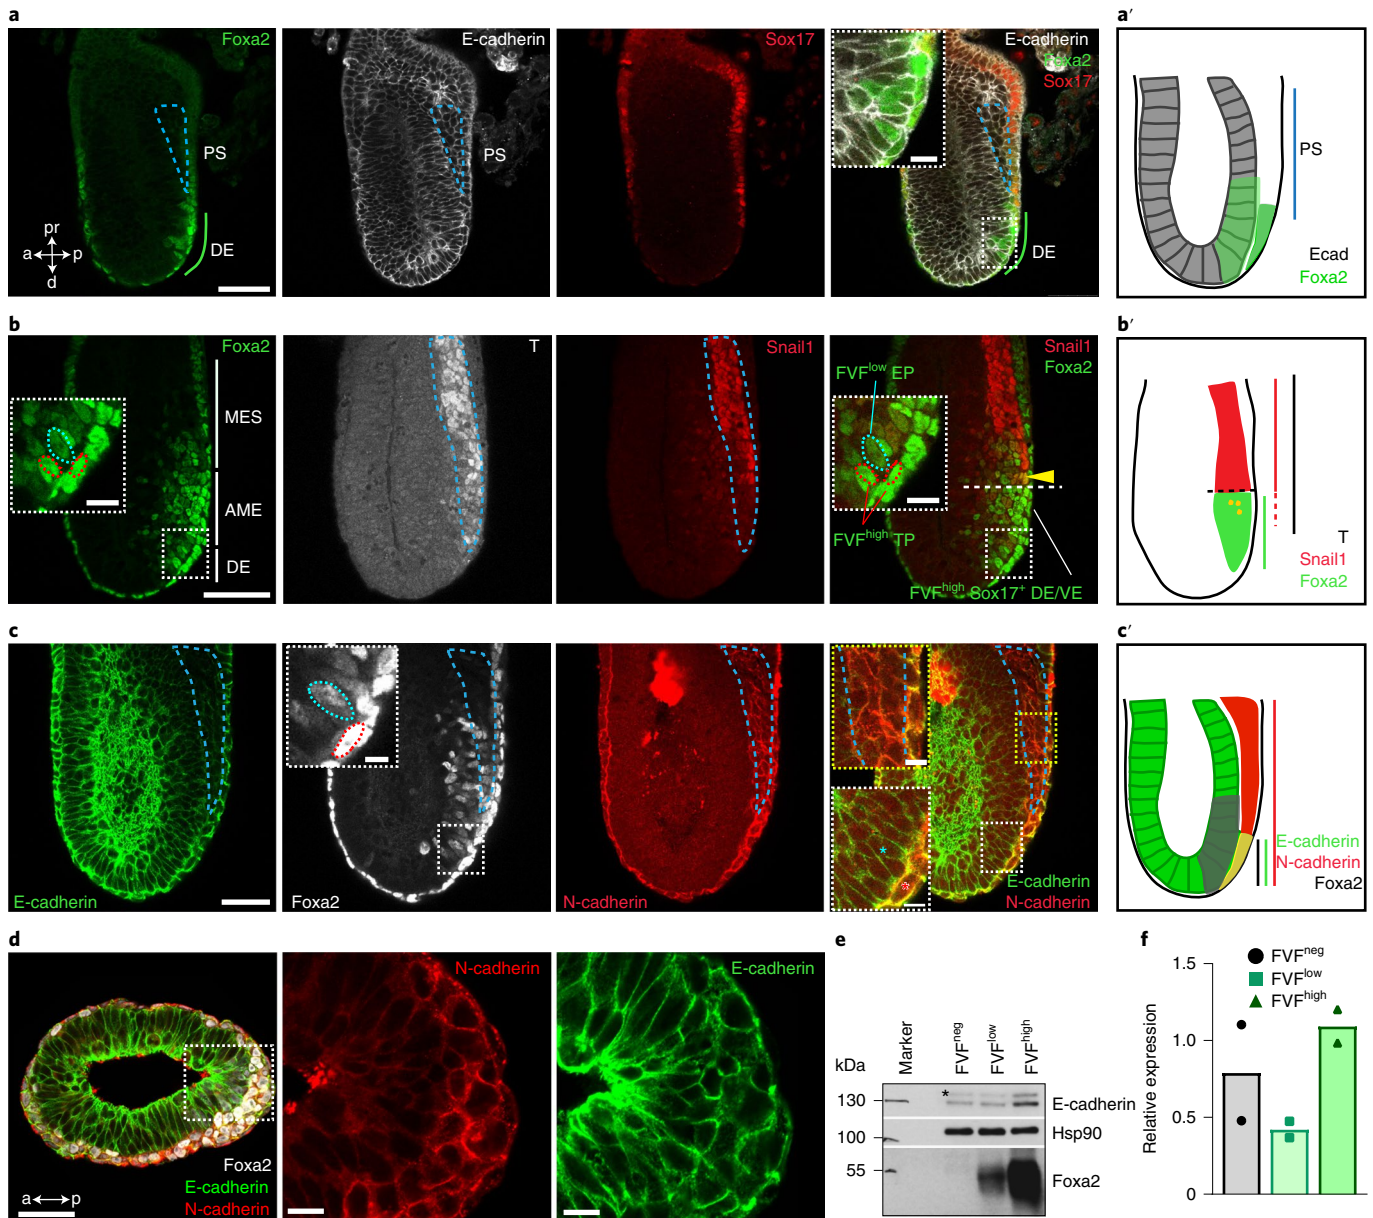 a
Foxa2
PS
DE
pr
a
p
d
E-cadherin
PS
Sox17
E-cadherin
Foxa2
Sox17
DE
a′
PS
Ecad
Foxa2
b
Foxa2
MES
AME
DE
T
Snail1
Snail1
Foxa2
FVFlow EP
FVFhigh TP
FVFhigh Sox17+ DE/VE
b′
T
Snail1
Foxa2
c
E-cadherin
Foxa2
N-cadherin
*
*
E-cadherin
N-cadherin
c′
E-cadherin
N-cadherin
Foxa2
d
Foxa2
E-cadherin
N-cadherin
a
p
N-cadherin
E-cadherin
e
kDa
Marker
FVFneg
FVFlow
FVFhigh
130
*
E-cadherin
100
Hsp90
55
Foxa2
f
FVFneg
FVFlow
FVFhigh
Relative expression
1.5
1.0
0.5
0